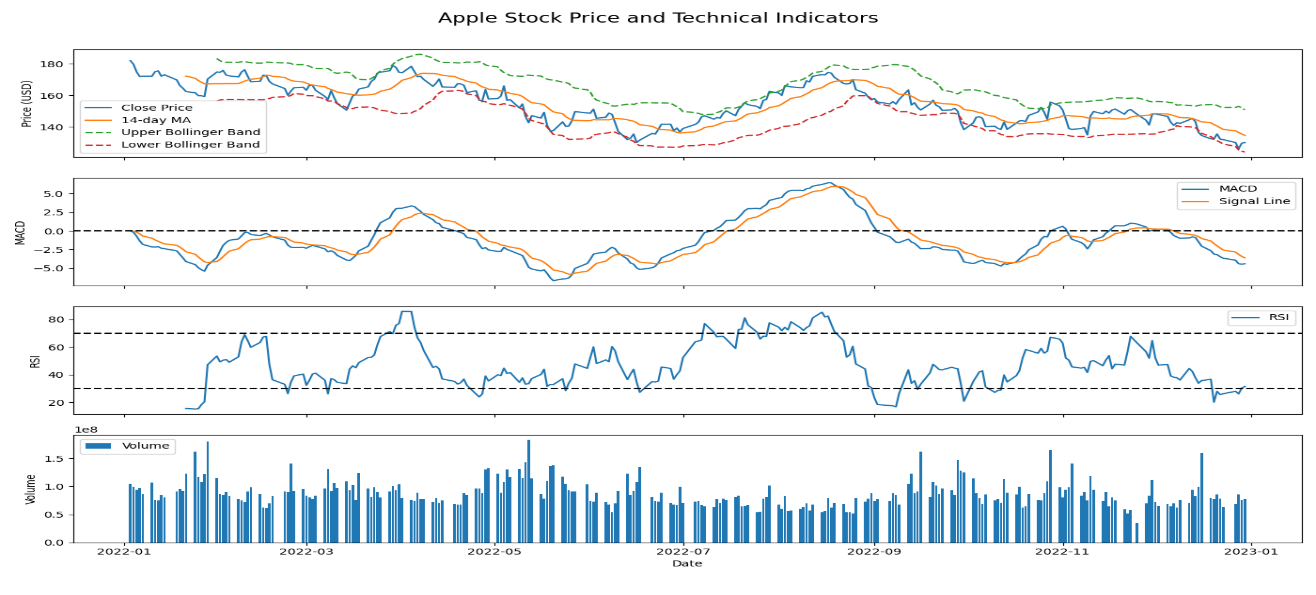 Apple Stock Price and Technical Indicators
Price (USD)
180
160
140
Close Price
14-day MA
Upper Bollinger Band
Lower Bollinger Band
MACD
5.0
2.5
0.0
−2.5
−5.0
MACD
Signal Line
RSI
80
60
40
20
RSI
1e8
Volume
1.5
1.0
0.5
0.0
Volume
2022-01 2022-03 2022-05 2022-07 2022-09 2022-11 2023-01
Date